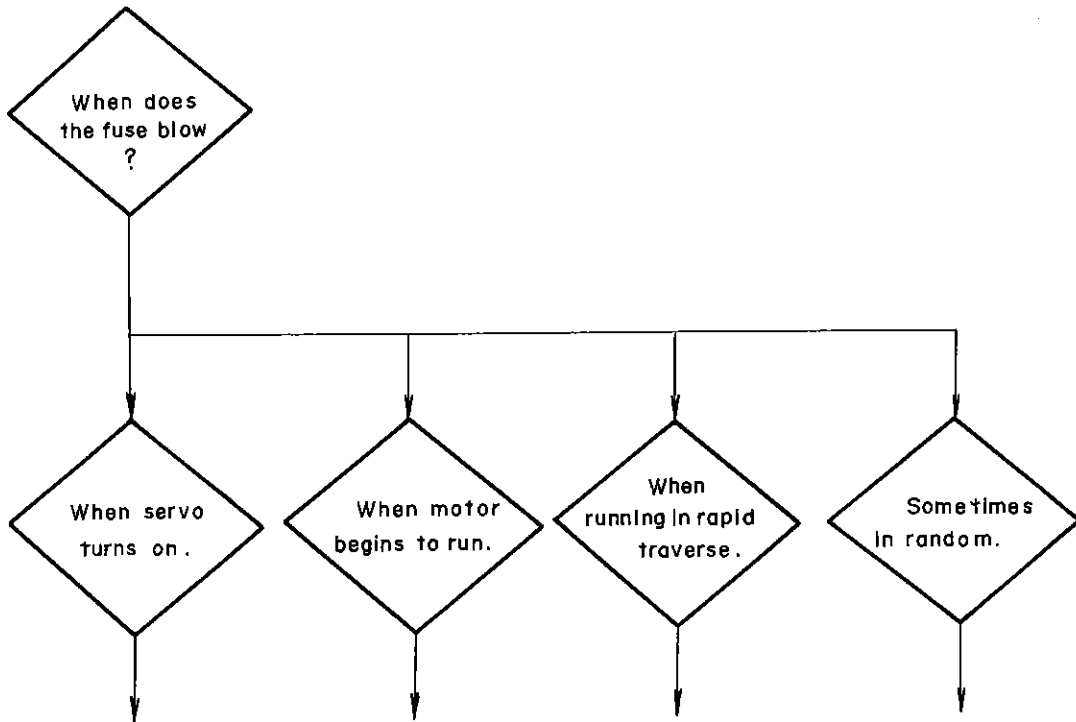 When does
the fuse blow
?
When servo
turns on.
When motor
begins to run.
When
running in rapid
traverse.
Sometimes
in random.